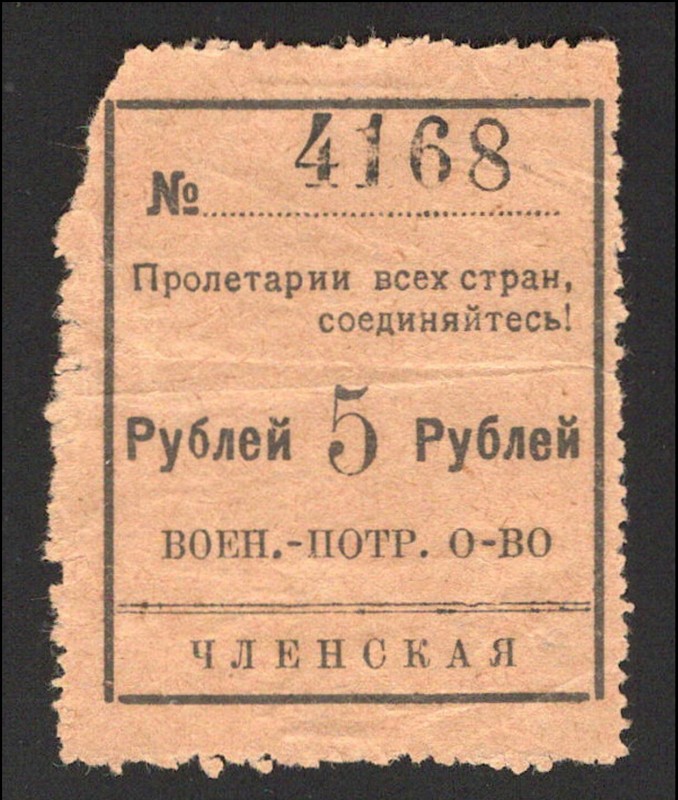 4168
№
Пролетарии всех стран,
соединяйтесь!
Рублей 5 Рублей
ВОЕН.-ПОТР. О-ВО
ЧЛЕНСКАЯ